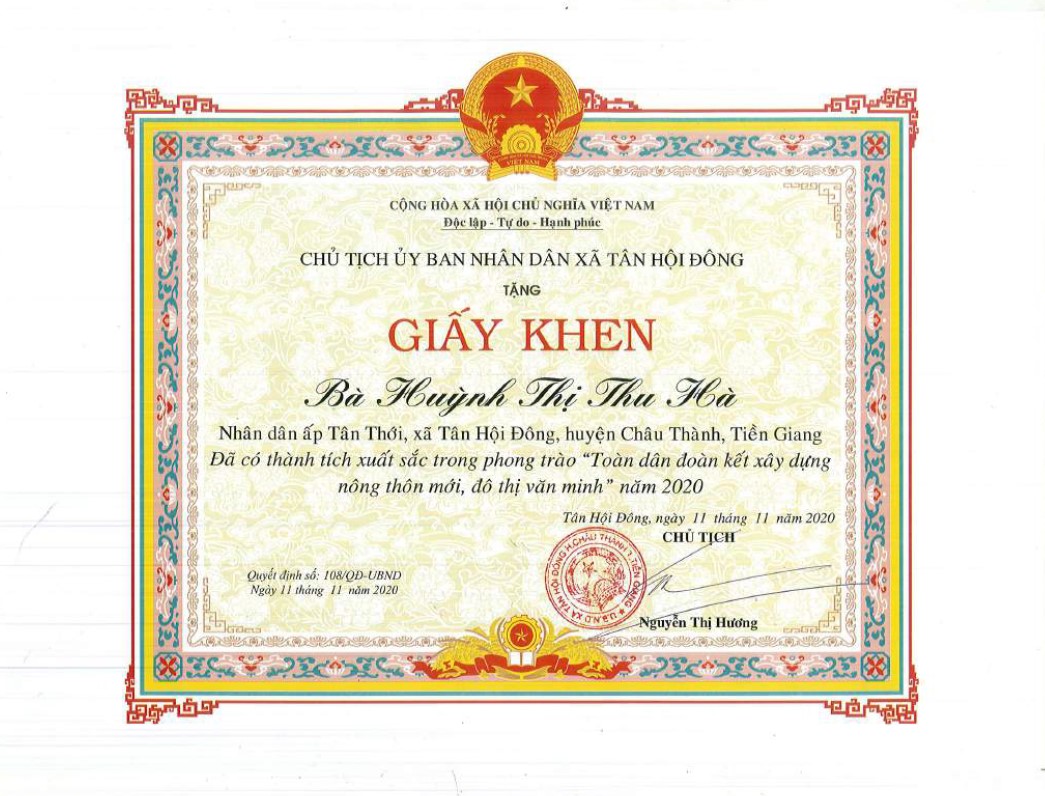 VIỆT NAM
CỘNG HÒA XÃ HỘI CHỦ NGHĨA VIỆT NAM
Độc lập - Tự do - Hạnh phúc
CHỦ TỊCH ỦY BAN NHÂN DÂN XÃ TÂN HỘI ĐÔNG
TẶNG
GIẤY KHEN
Bà Huỳnh Thị Thu Hà
Nhân dân ấp Tân Thới, xã Tân Hội Đông, huyện Châu Thành, Tiền Giang
Đã có thành tích xuất sắc trong phong trào “Toàn dân đoàn kết xây dựng
nông thôn mới, đô thị văn minh” năm 2020
Tân Hội Đông, ngày 11 tháng 11 năm 2020
CHỦ TỊCH
U.B.N.D XÃ TÂN HỘI ĐÔNG H.CHÂU THÀNH T.TIỀN GIANG
Quyết định số: 108/QĐ-UBND
Ngày 11 tháng 11 năm 2020
Nguyễn Thị Hương